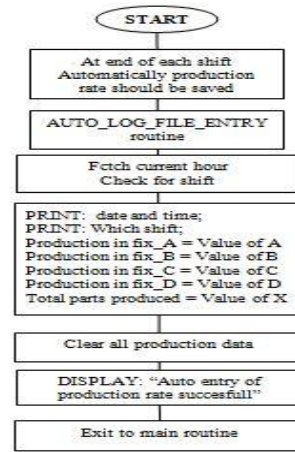 START
At end of each shift
Automatically production
rate should be saved
AUTO_LOG_FILE_ENTRY
routine
Fetch current hour
Check for shift
PRINT: date and time;
PRINT: Which shift;
Production in fix_A = Value of A
Production in fix_B = Value of B
Production in fix_C = Value of C
Production in fix_D = Value of D
Total parts produced = Value of X
Clear all production data
DISPLAY: “Auto entry of
production rate succesfull”
Exit to main routine